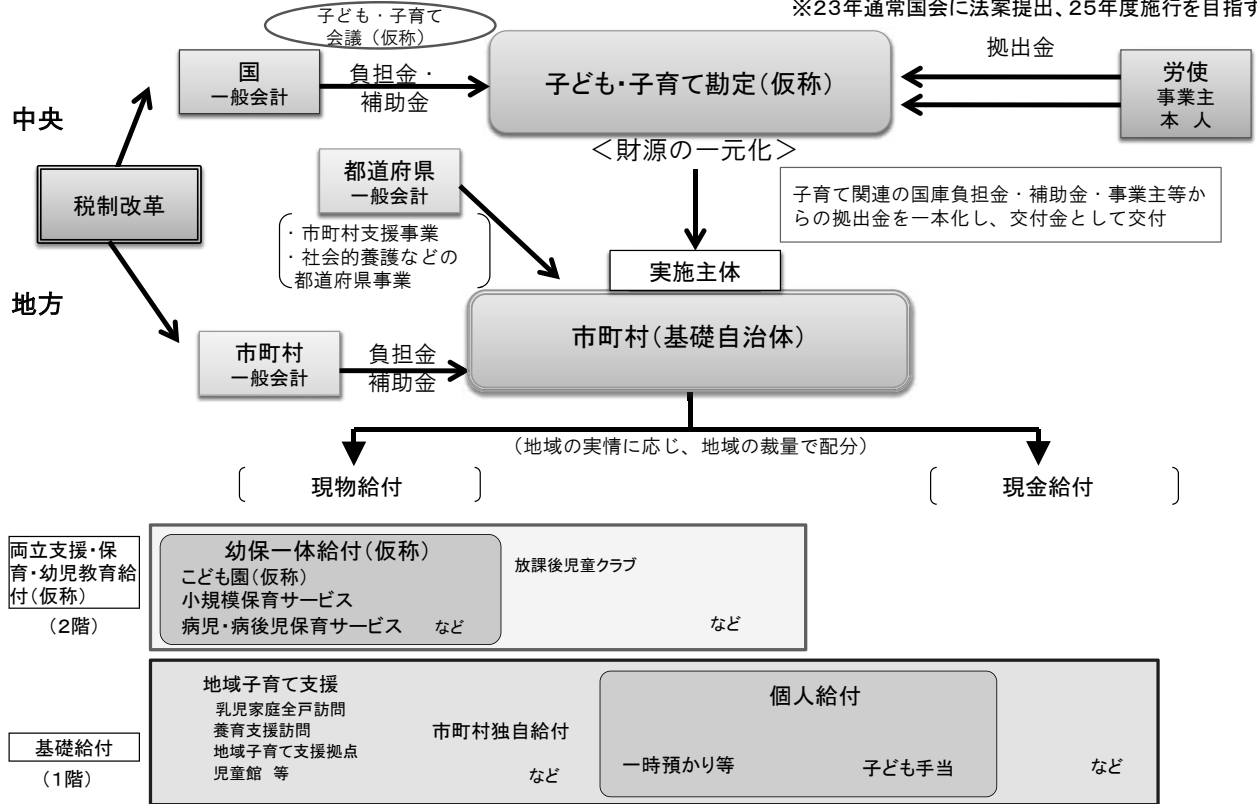 ※23年通常国会に法案提出、25年度施行を目指す
子ども・子育て
会議（仮称）
国
一般会計
負担金・
補助金
子ども・子育て勘定(仮称)
拠出金
労使
事業主
本 人
中央
＜財源の一元化＞
都道府県
一般会計
税制改革
子育て関連の国庫負担金・補助金・事業主等か
らの拠出金を一本化し、交付金として交付
・市町村支援事業
・社会的養護などの
都道府県事業
実施主体
地方
市町村(基礎自治体)
市町村
一般会計
負担金
補助金
（地域の実情に応じ、地域の裁量で配分）
現物給付
現金給付
両立支援・保
育・幼児教育給
付(仮称)
（2階）
幼保一体給付(仮称)
こども園(仮称)
小規模保育サービス
病児・病後児保育サービス など
放課後児童クラブ
など
基礎給付
（1階）
地域子育て支援
乳児家庭全戸訪問
養育支援訪問
地域子育て支援拠点
児童館 等
市町村独自給付
など
個人給付
一時預かり等
子ども手当
など